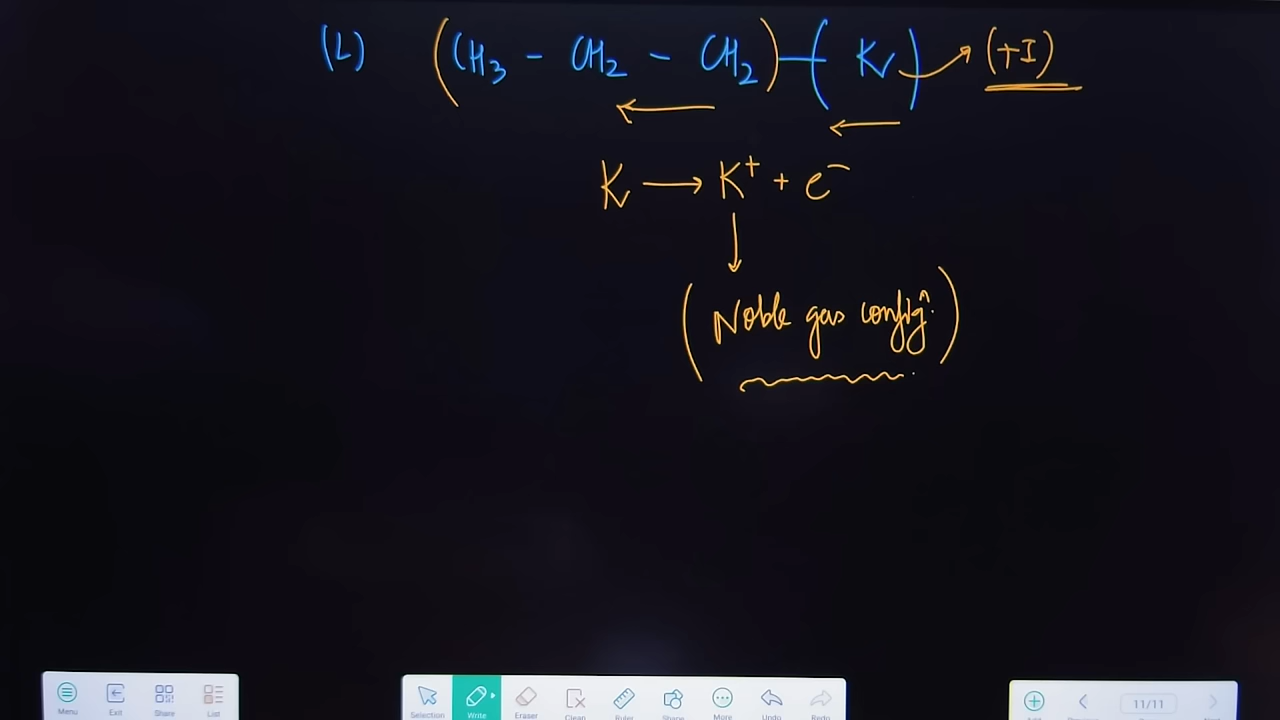 (L) (CH3 - CH2 - CH2)-(K) → (+I)
K → K+ + e-
(Noble gas confign.)
Menu Exit Share List Selection Write Eraser Clean Ruler Shape More Undo Redo Add 11/11